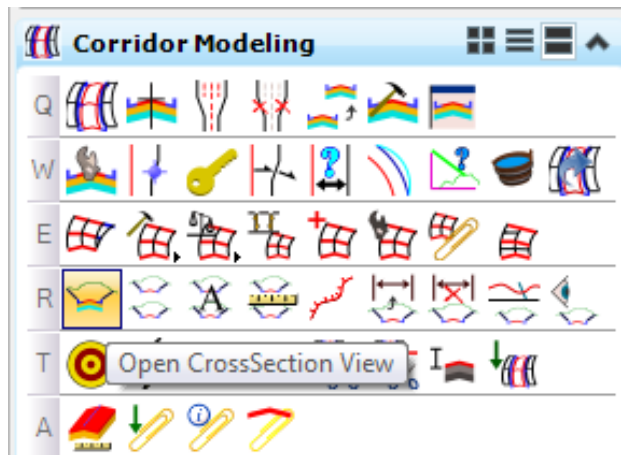 Corridor Modeling
Q
W
E
R
A
T
Open CrossSection View
A